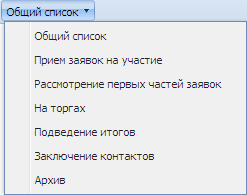 Общий список
Общий список
Прием заявок на участие
Рассмотрение первых частей заявок
На торгах
Подведение итогов
Заключение контактов
Архив